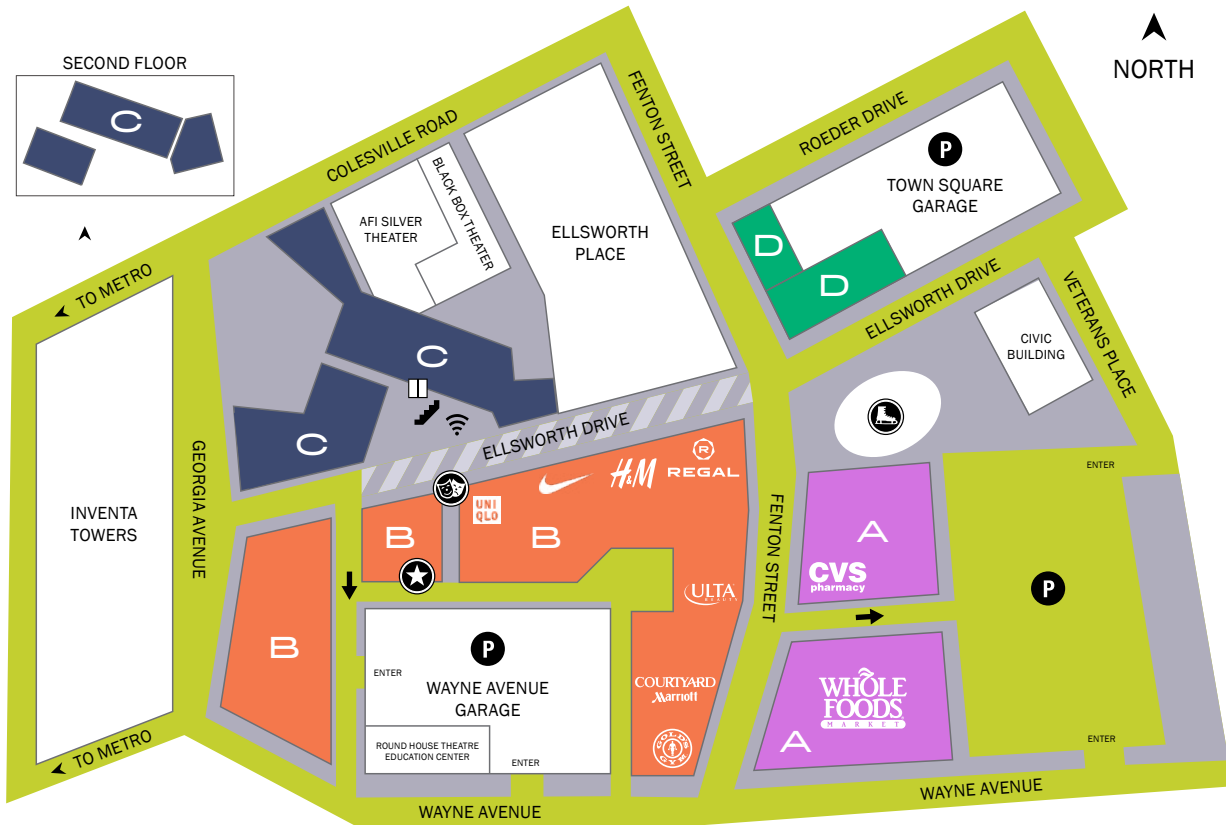 SECOND FLOOR
C
NORTH
COLESVILLE ROAD
FENTON STREET
ROEDER DRIVE
P
TOWN SQUARE
GARAGE
BLACK BOX THEATER
AFI SILVER
THEATER
ELLSWORTH
PLACE
D
D
ELLSWORTH DRIVE
VETERANS PLACE
TO METRO
CIVIC
BUILDING
C
C
ELLSWORTH DRIVE
GEORGIA AVENUE
INVENTA
TOWERS
UNI
QLO
H&M
R
REGAL
B
B
B
FENTON STREET
A
CVS
pharmacy
ENTER
P
ULTA
BEAUTY
P
WAYNE AVENUE
GARAGE
ENTER
ROUND HOUSE THEATRE
EDUCATION CENTER
ENTER
COURTYARD
Marriott
GOLD'S
GYM
WHOLE
FOODS
MARKET
A
ENTER
TO METRO
WAYNE AVENUE
WAYNE AVENUE